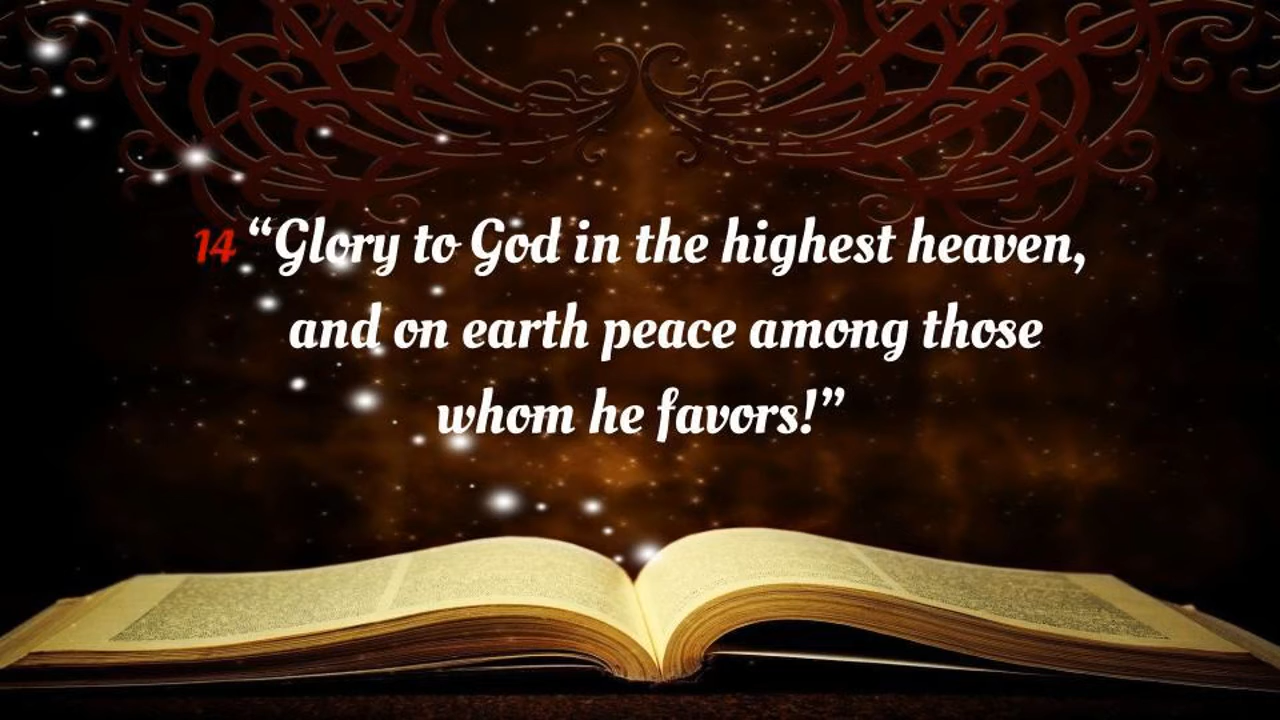 14 “Glory to God in the highest heaven,
and on earth peace among those
whom he favors!”